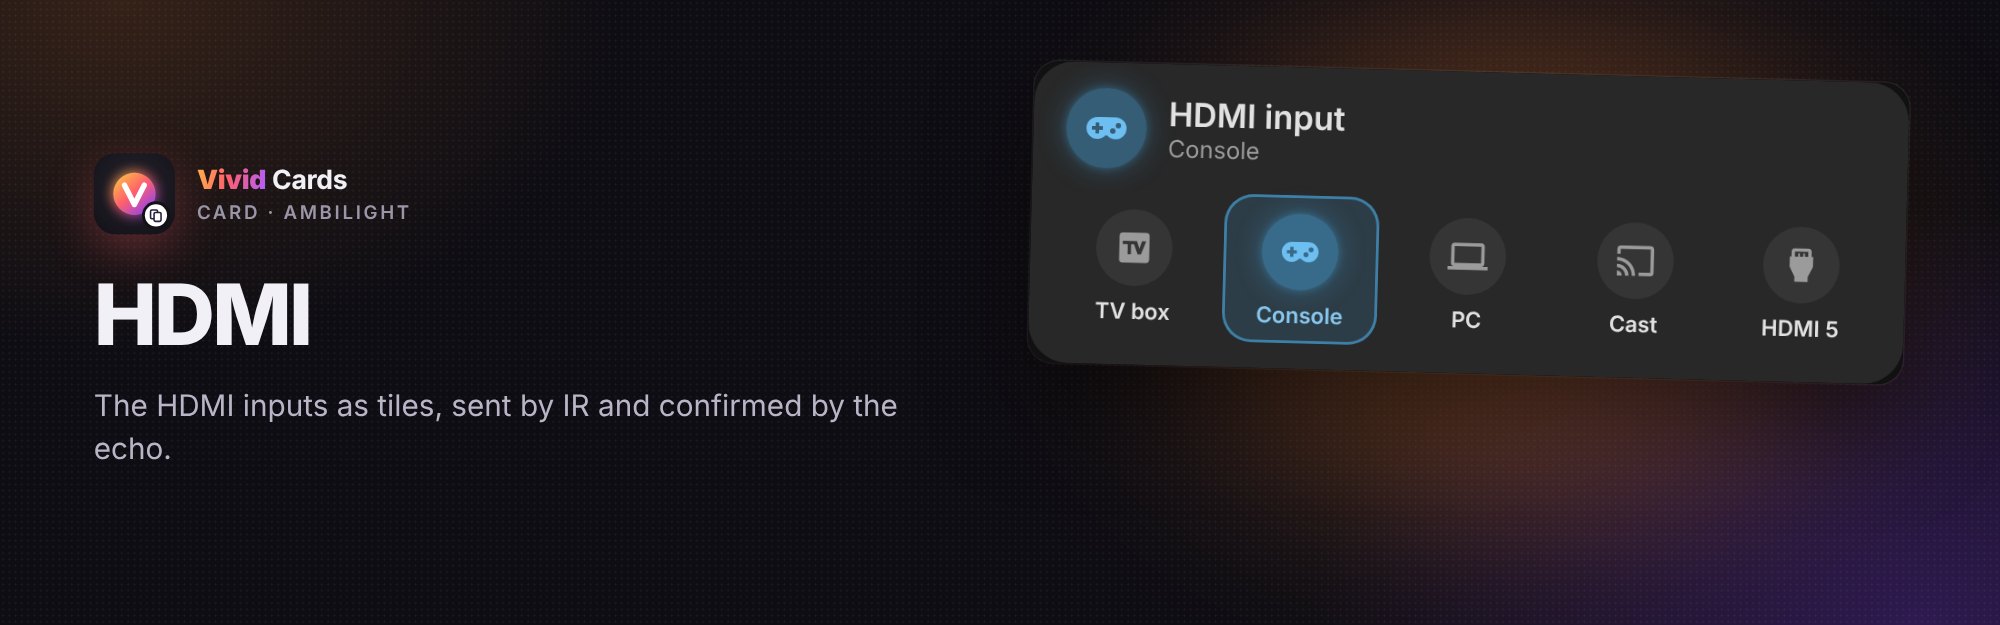 Vivid Cards
CARD · AMBILIGHT
HDMI
The HDMI inputs as tiles, sent by IR and confirmed by the
echo.
HDMI input
Console
TV
TV box
Console
PC
Cast
HDMI 5